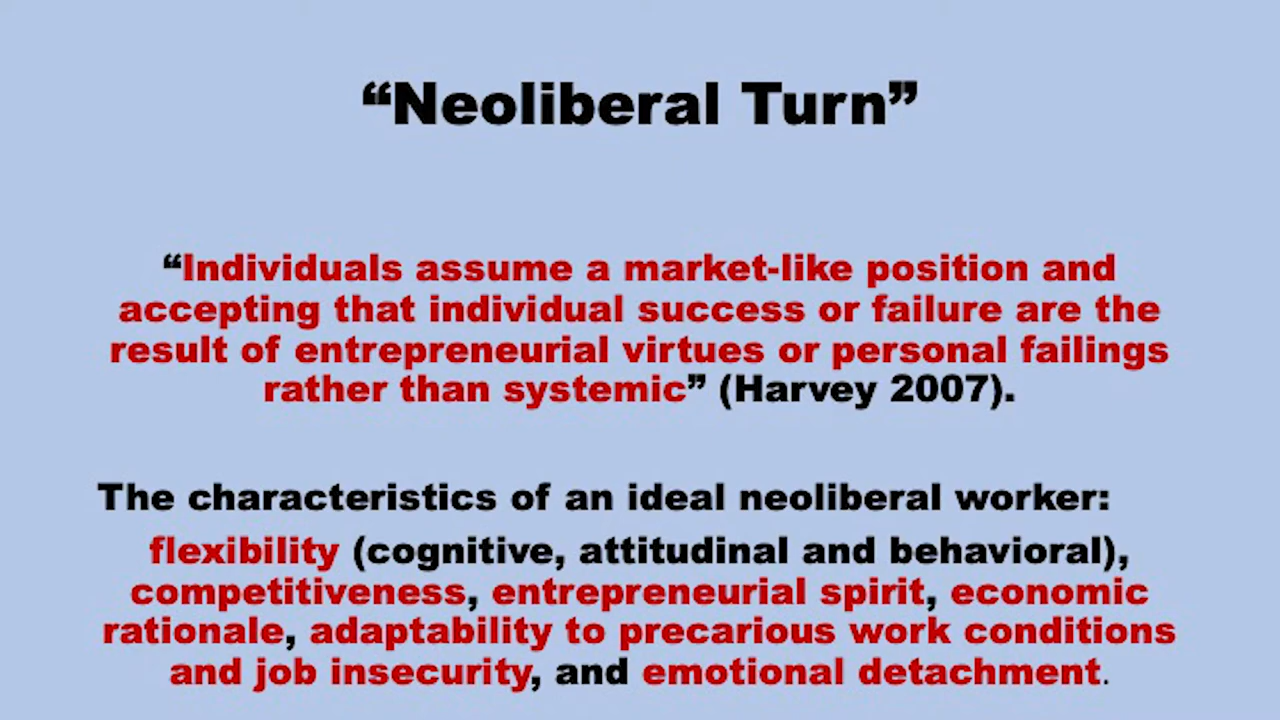 “Neoliberal Turn”
“Individuals assume a market-like position and
accepting that individual success or failure are the
result of entrepreneurial virtues or personal failings
rather than systemic” (Harvey 2007).
The characteristics of an ideal neoliberal worker:
flexibility (cognitive, attitudinal and behavioral),
competitiveness, entrepreneurial spirit, economic
rationale, adaptability to precarious work conditions
and job insecurity, and emotional detachment.